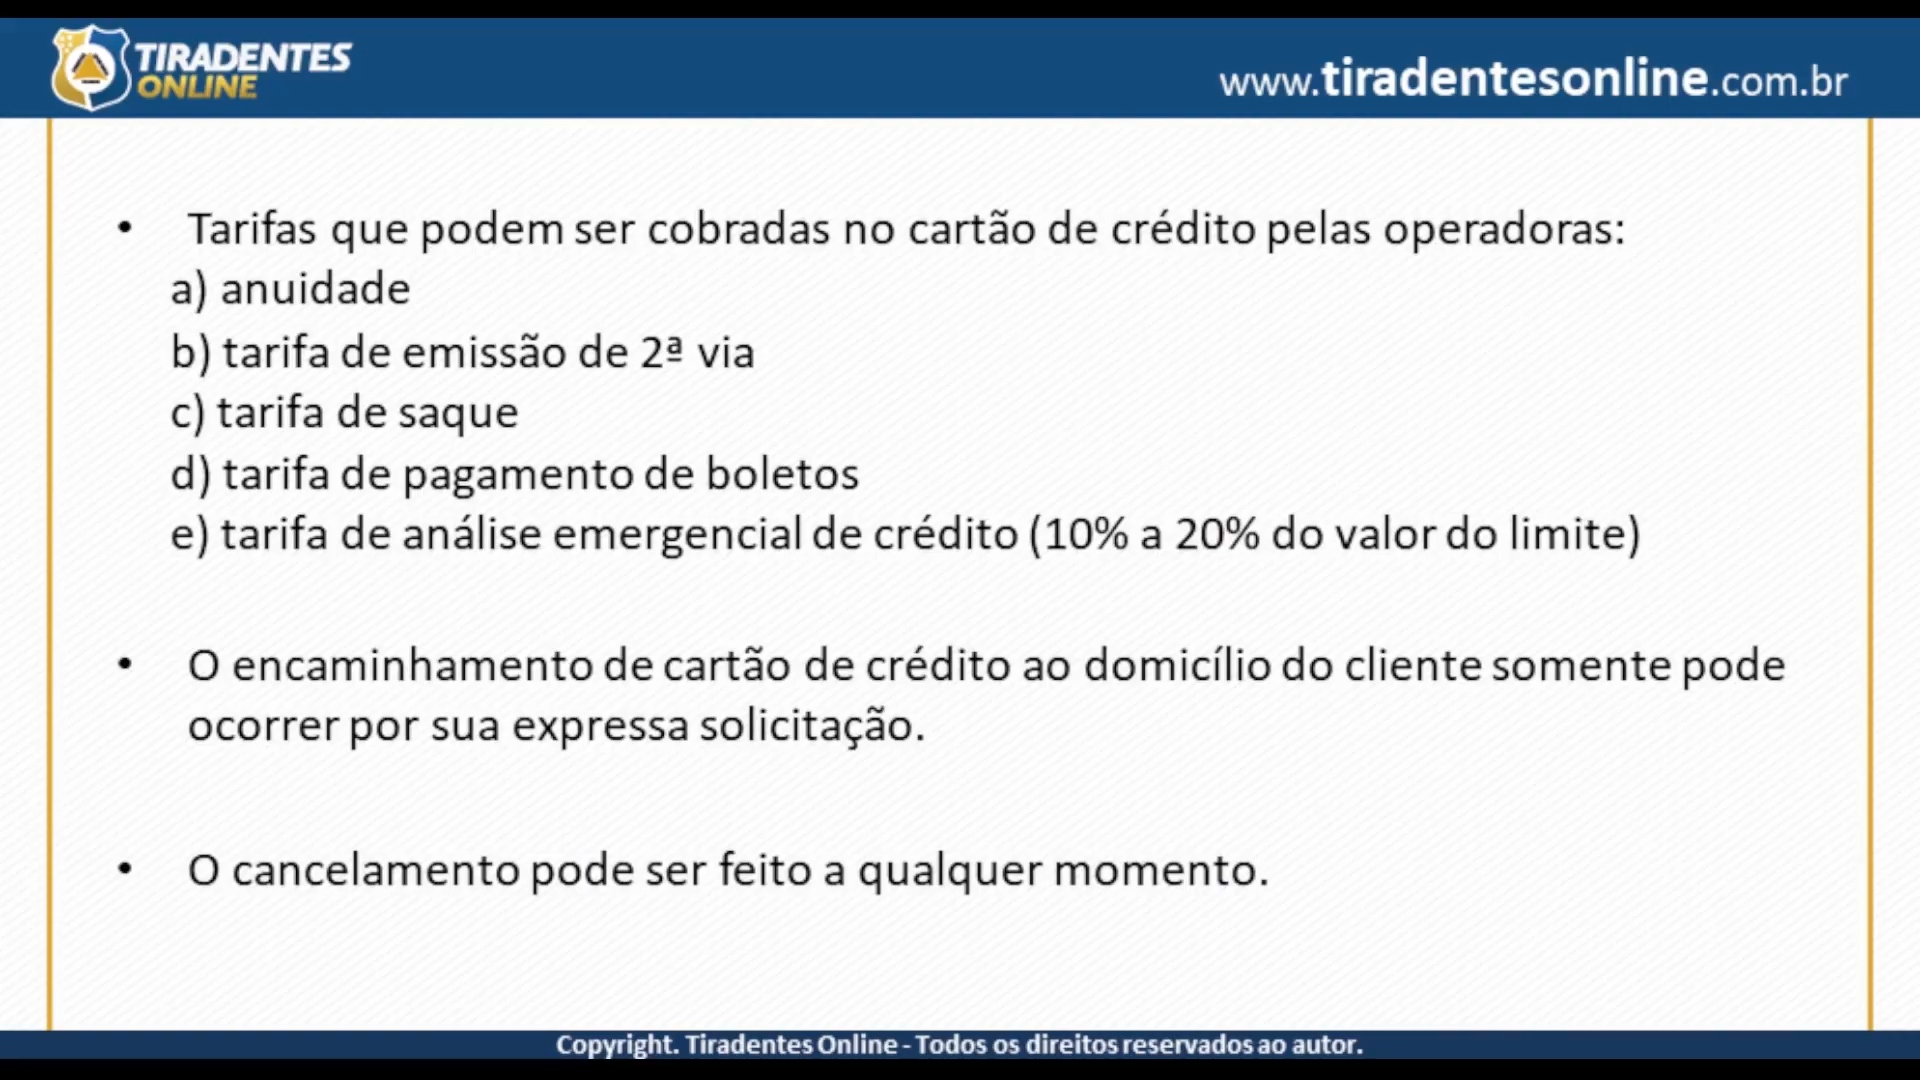 TIRADENTES
ONLINE
www.tiradentesonline.com.br
• Tarifas que podem ser cobradas no cartão de crédito pelas operadoras:
a) anuidade
b) tarifa de emissão de 2ª via
c) tarifa de saque
d) tarifa de pagamento de boletos
e) tarifa de análise emergencial de crédito (10% a 20% do valor do limite)
• O encaminhamento de cartão de crédito ao domicílio do cliente somente pode
ocorrer por sua expressa solicitação.
• O cancelamento pode ser feito a qualquer momento.
Copyright. Tiradentes Online - Todos os direitos reservados ao autor.